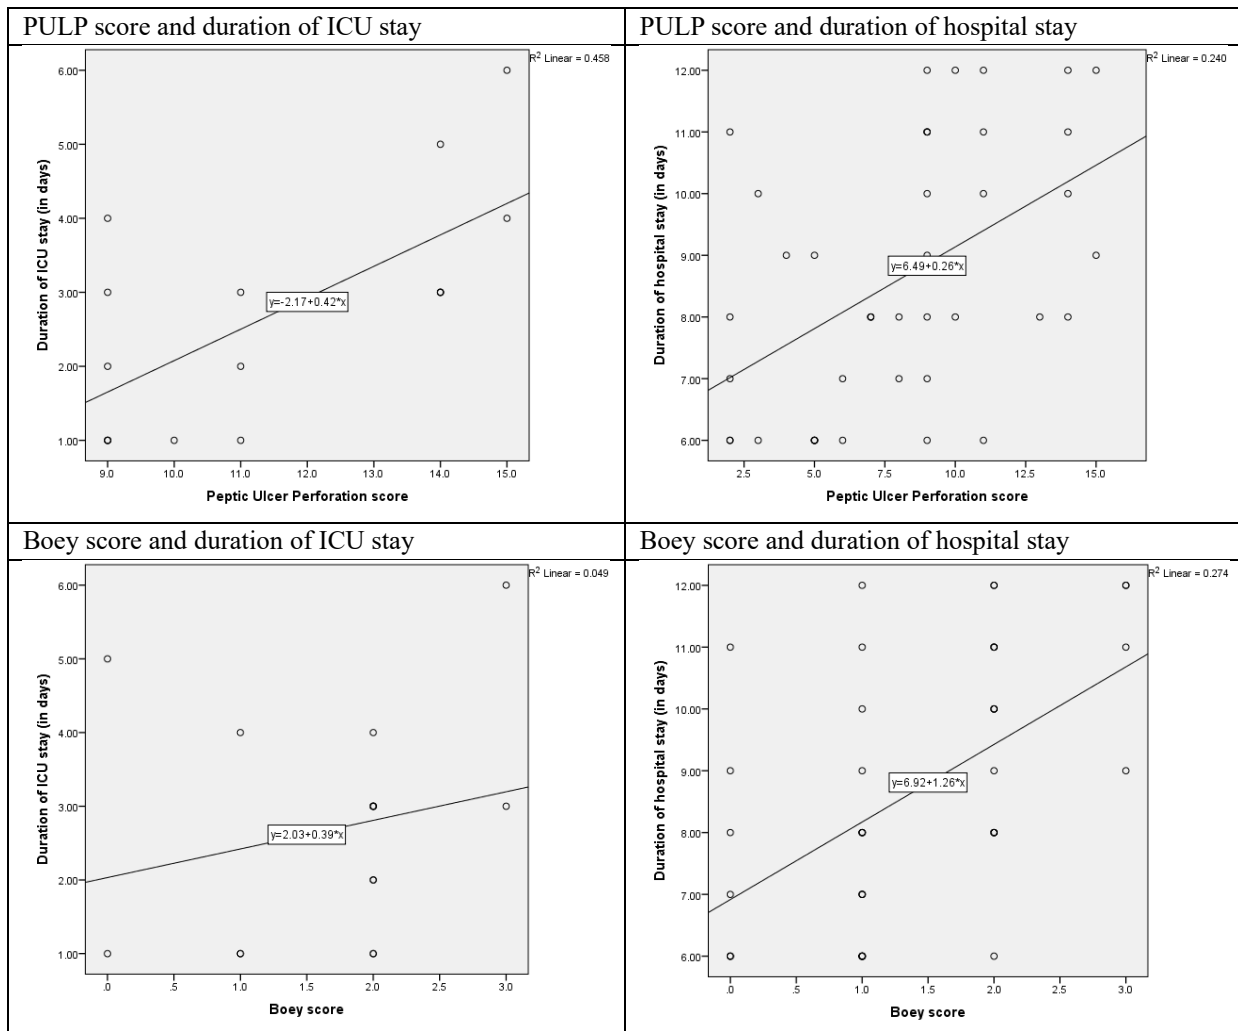 PULP score and duration of ICU stay
PULP score and duration of hospital stay
R² Linear = 0.458
6.00
5.00
4.00
3.00
2.00
1.00
Duration of ICU stay (in days)
y=-2.17+0.42*x
9.0 10.0 11.0 12.0 13.0 14.0 15.0
Peptic Ulcer Perforation score
R² Linear = 0.240
12.00
11.00
10.00
9.00
8.00
7.00
6.00
Duration of hospital stay (in days)
y=6.49+0.26*x
2.5 5.0 7.5 10.0 12.5 15.0
Peptic Ulcer Perforation score
Boey score and duration of ICU stay
Boey score and duration of hospital stay
R² Linear = 0.049
6.00
5.00
4.00
3.00
2.00
1.00
Duration of ICU stay (in days)
y=2.03+0.39*x
.0 .5 1.0 1.5 2.0 2.5 3.0
Boey score
R² Linear = 0.274
12.00
11.00
10.00
9.00
8.00
7.00
6.00
Duration of hospital stay (in days)
y=6.92+1.26*x
.0 .5 1.0 1.5 2.0 2.5 3.0
Boey score